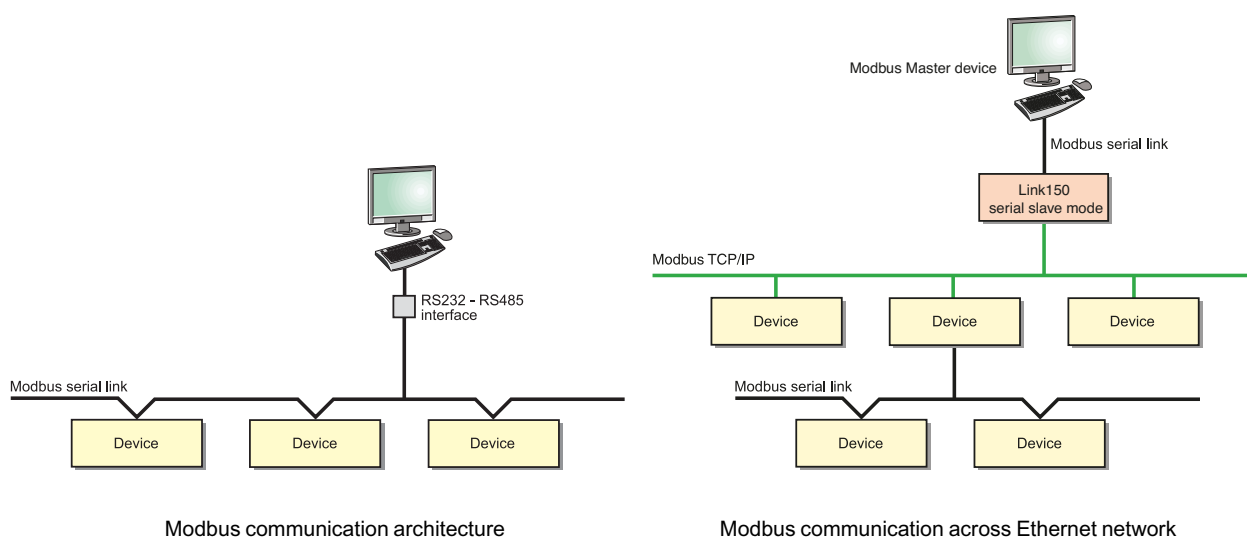 RS232 - RS485
interface
Modbus serial link
Device
Device
Device
Modbus communication architecture
Modbus Master device
Modbus serial link
Link150
serial slave mode
Modbus TCP/IP
Device
Device
Device
Modbus serial link
Device
Device
Modbus communication across Ethernet network